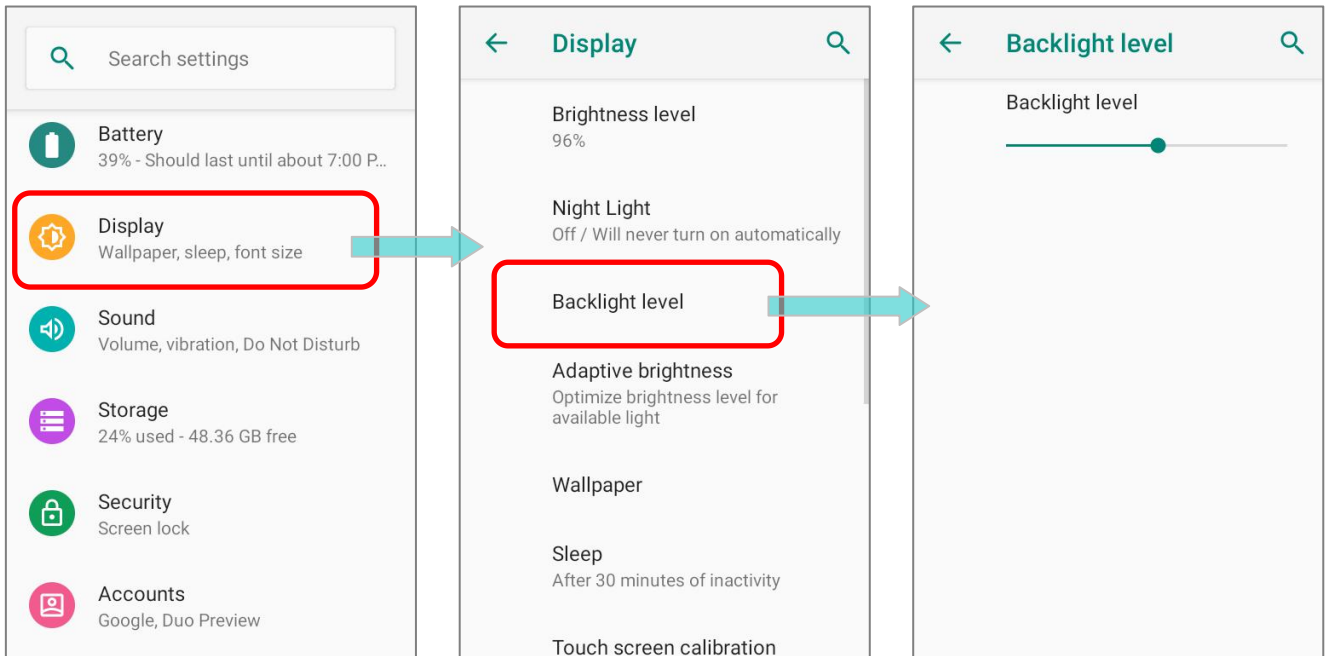 Search settings
Battery
39% - Should last until about 7:00 P...
Display
Wallpaper, sleep, font size
Sound
Volume, vibration, Do Not Disturb
Storage
24% used - 48.36 GB free
Security
Screen lock
Accounts
Google, Duo Preview
Display
Brightness level
96%
Night Light
Off / Will never turn on automatically
Backlight level
Adaptive brightness
Optimize brightness level for
available light
Wallpaper
Sleep
After 30 minutes of inactivity
Touch screen calibration
Backlight level
Backlight level